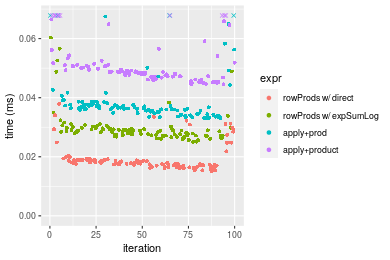 0.06
0.04
0.02
0.00
time (ms)
0
25
50
75
100
iteration
expr
rowProds w/ direct
rowProds w/ expSumLog
apply+prod
apply+product